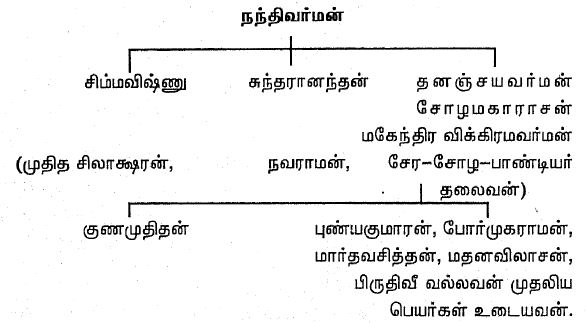 நந்திவர்மன்
சிம்மவிஷ்ணு சுந்தரானந்தன் தனஞ்சயவர்மன்
சோழமகாராசன்
மகேந்திர விக்கிரமவர்மன்
(முதித சிலாக்ஷரன், நவராமன், சேர-சோழ-பாண்டியர்
தலைவன்)
குணமுதிதன் புண்யகுமாரன், போர்முகராமன்,
மார்தவசித்தன், மதனவிலாசன்,
பிருதிவீ வல்லவன் முதலிய
பெயர்கள் உடையவன்.